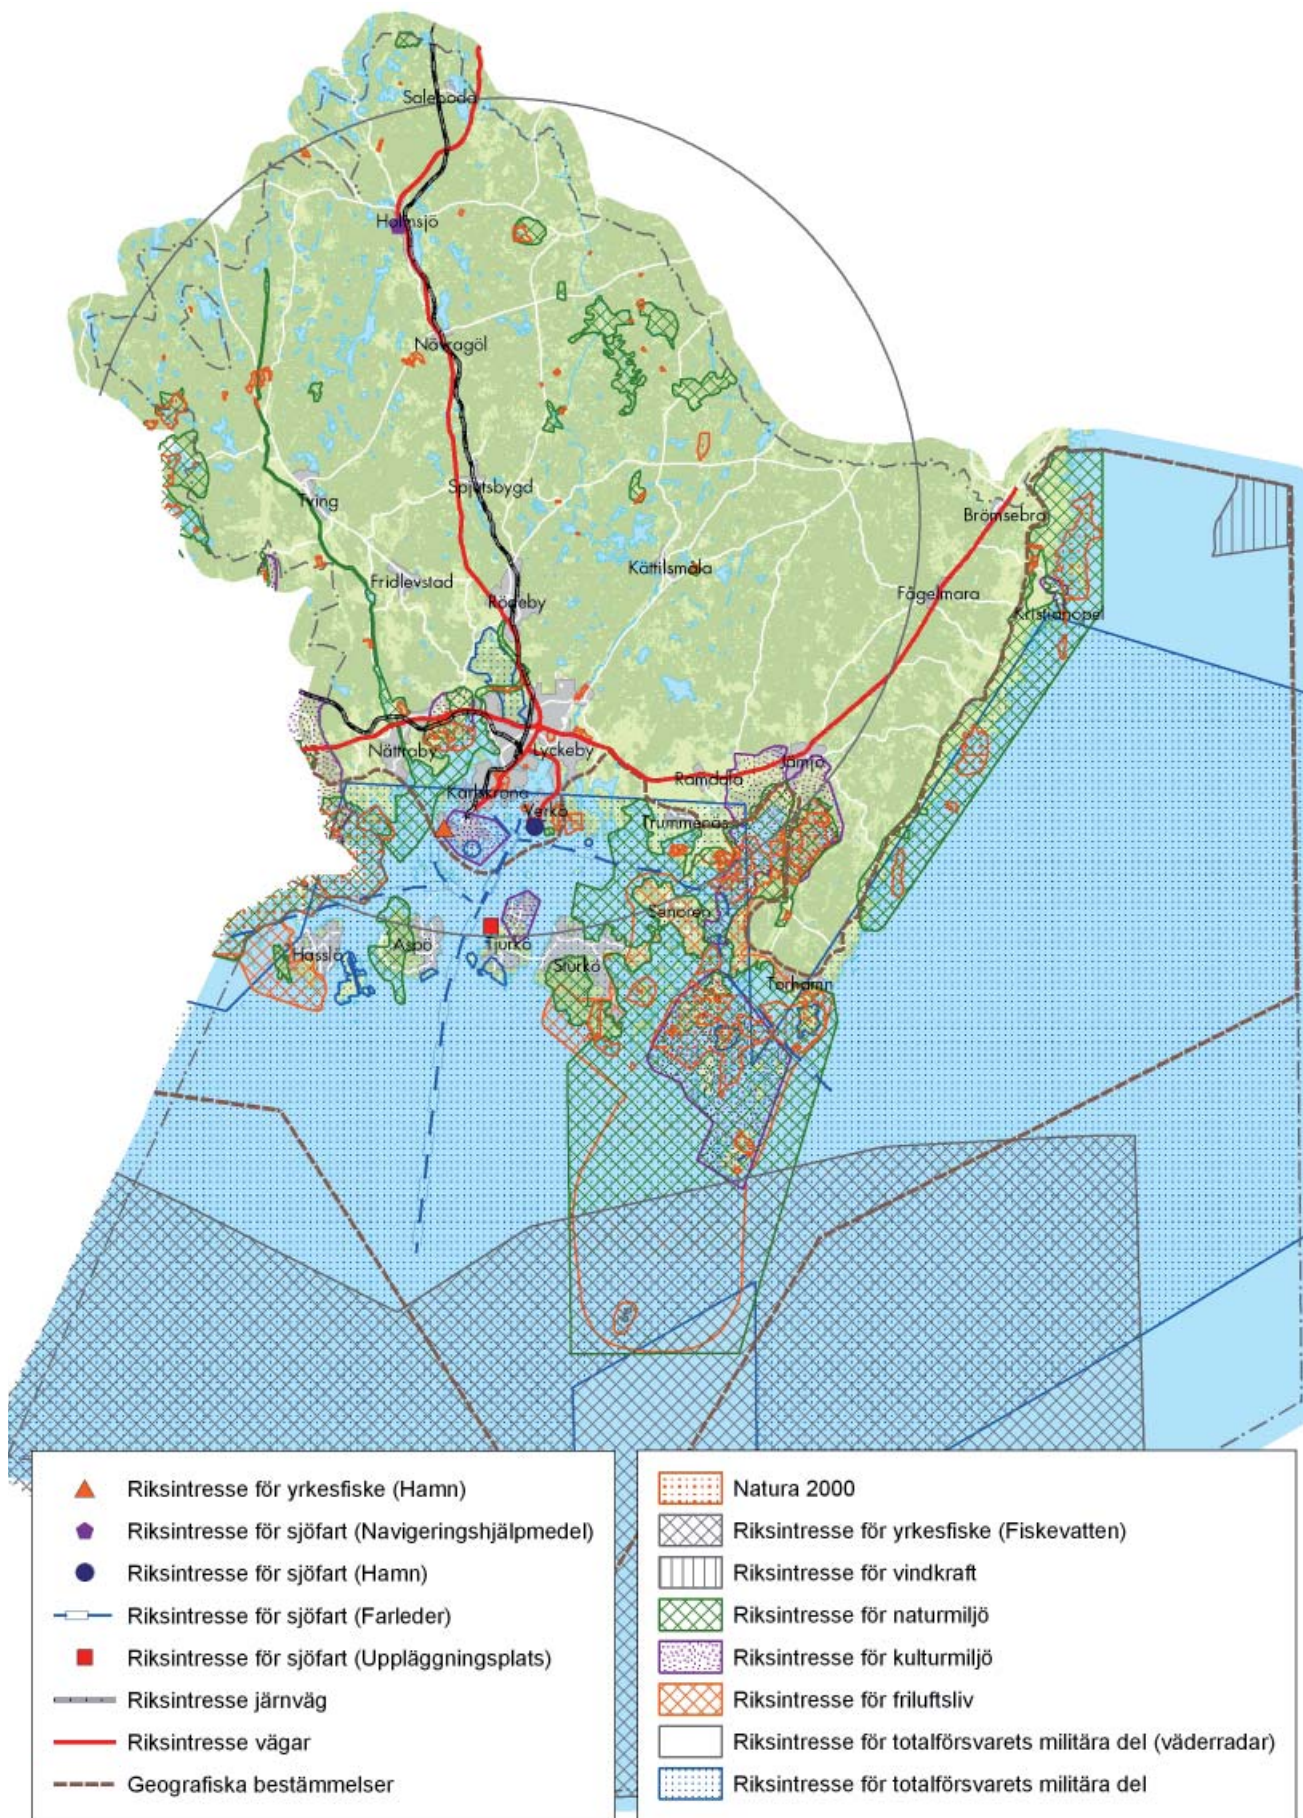 Saleboda
Holmsjö
Nävragöl
Spjutsbygd
Tving
Brömsebro
Kättilsmåla
Fridlevstad
Fågelmara
Rödeby
Kristianopel
Nättraby
Lyckeby
Jämjö
Ramdala
Karlskrona
Verkö
Trummenäs
Senoren
Hasslö
Aspö
Tjurkö
Sturkö
Torhamn
Riksintresse för yrkesfiske (Hamn)
Riksintresse för sjöfart (Navigeringshjälpmedel)
Riksintresse för sjöfart (Hamn)
Riksintresse för sjöfart (Farleder)
Riksintresse för sjöfart (Uppläggningsplats)
Riksintresse järnväg
Riksintresse vägar
Geografiska bestämmelser
Natura 2000
Riksintresse för yrkesfiske (Fiskevatten)
Riksintresse för vindkraft
Riksintresse för naturmiljö
Riksintresse för kulturmiljö
Riksintresse för friluftsliv
Riksintresse för totalförsvarets militära del (väderradar)
Riksintresse för totalförsvarets militära del